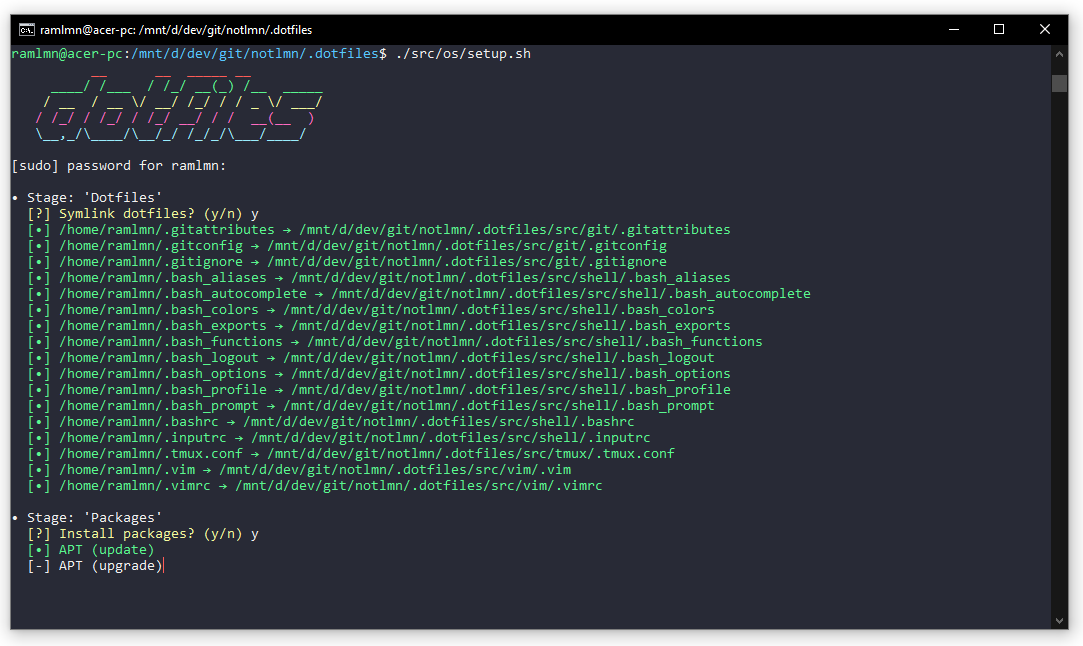 ramlmn@acer-pc: /mnt/d/dev/git/notlmn/.dotfiles
ramlmn@acer-pc:/mnt/d/dev/git/notlmn/.dotfiles$ ./src/os/setup.sh
dotfiles
[sudo] password for ramlmn:
• Stage: 'Dotfiles'
[?] Symlink dotfiles? (y/n) y
[•] /home/ramlmn/.gitattributes → /mnt/d/dev/git/notlmn/.dotfiles/src/git/.gitattributes
[•] /home/ramlmn/.gitconfig → /mnt/d/dev/git/notlmn/.dotfiles/src/git/.gitconfig
[•] /home/ramlmn/.gitignore → /mnt/d/dev/git/notlmn/.dotfiles/src/git/.gitignore
[•] /home/ramlmn/.bash_aliases → /mnt/d/dev/git/notlmn/.dotfiles/src/shell/.bash_aliases
[•] /home/ramlmn/.bash_autocomplete → /mnt/d/dev/git/notlmn/.dotfiles/src/shell/.bash_autocomplete
[•] /home/ramlmn/.bash_colors → /mnt/d/dev/git/notlmn/.dotfiles/src/shell/.bash_colors
[•] /home/ramlmn/.bash_exports → /mnt/d/dev/git/notlmn/.dotfiles/src/shell/.bash_exports
[•] /home/ramlmn/.bash_functions → /mnt/d/dev/git/notlmn/.dotfiles/src/shell/.bash_functions
[•] /home/ramlmn/.bash_logout → /mnt/d/dev/git/notlmn/.dotfiles/src/shell/.bash_logout
[•] /home/ramlmn/.bash_options → /mnt/d/dev/git/notlmn/.dotfiles/src/shell/.bash_options
[•] /home/ramlmn/.bash_profile → /mnt/d/dev/git/notlmn/.dotfiles/src/shell/.bash_profile
[•] /home/ramlmn/.bash_prompt → /mnt/d/dev/git/notlmn/.dotfiles/src/shell/.bash_prompt
[•] /home/ramlmn/.bashrc → /mnt/d/dev/git/notlmn/.dotfiles/src/shell/.bashrc
[•] /home/ramlmn/.inputrc → /mnt/d/dev/git/notlmn/.dotfiles/src/shell/.inputrc
[•] /home/ramlmn/.tmux.conf → /mnt/d/dev/git/notlmn/.dotfiles/src/tmux/.tmux.conf
[•] /home/ramlmn/.vim → /mnt/d/dev/git/notlmn/.dotfiles/src/vim/.vim
[•] /home/ramlmn/.vimrc → /mnt/d/dev/git/notlmn/.dotfiles/src/vim/.vimrc
• Stage: 'Packages'
[?] Install packages? (y/n) y
[•] APT (update)
[-] APT (upgrade)